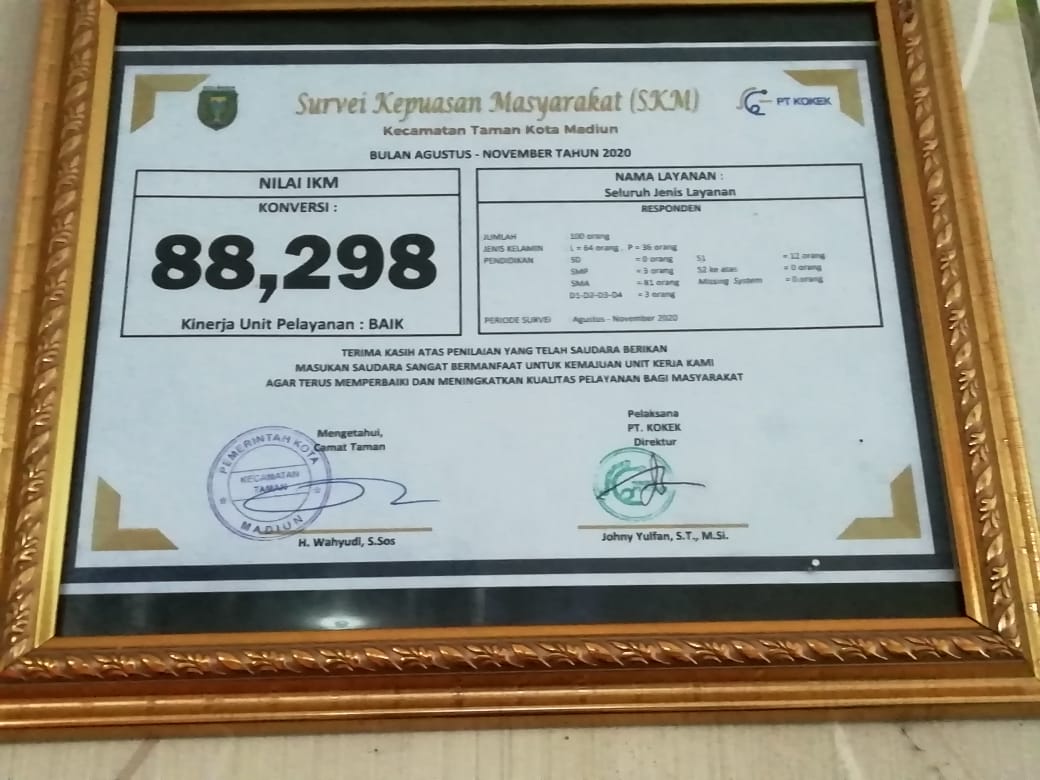 Survei Kepuasan Masyarakat (SKM)
PT KOKEK
Kecamatan Taman Kota Madiun
BULAN AGUSTUS - NOVEMBER TAHUN 2020
NILAI IKM
KONVERSI :
88,298
Kinerja Unit Pelayanan : BAIK
NAMA LAYANAN :
Seluruh Jenis Layanan
RESPONDEN
JUMLAH 100 orang
JENIS KELAMIN L = 64 orang , P = 36 orang
PENDIDIKAN SD = 0 orang S1 = 12 orang
SMP = 3 orang S2 ke atas = 0 orang
SMA = 81 orang Missing System = 0 orang
D1-D2-D3-D4 = 3 orang
PERIODE SURVEI Agustus - November 2020
TERIMA KASIH ATAS PENILAIAN YANG TELAH SAUDARA BERIKAN
MASUKAN SAUDARA SANGAT BERMANFAAT UNTUK KEMAJUAN UNIT KERJA KAMI
AGAR TERUS MEMPERBAIKI DAN MENINGKATKAN KUALITAS PELAYANAN BAGI MASYARAKAT
Mengetahui,
Camat Taman
PEMERINTAH KOTA
KECAMATAN
TAMAN
MADIUN
H. Wahyudi, S.Sos
Pelaksana
PT. KOKEK
Direktur
Johny Yulfan, S.T., M.Si.